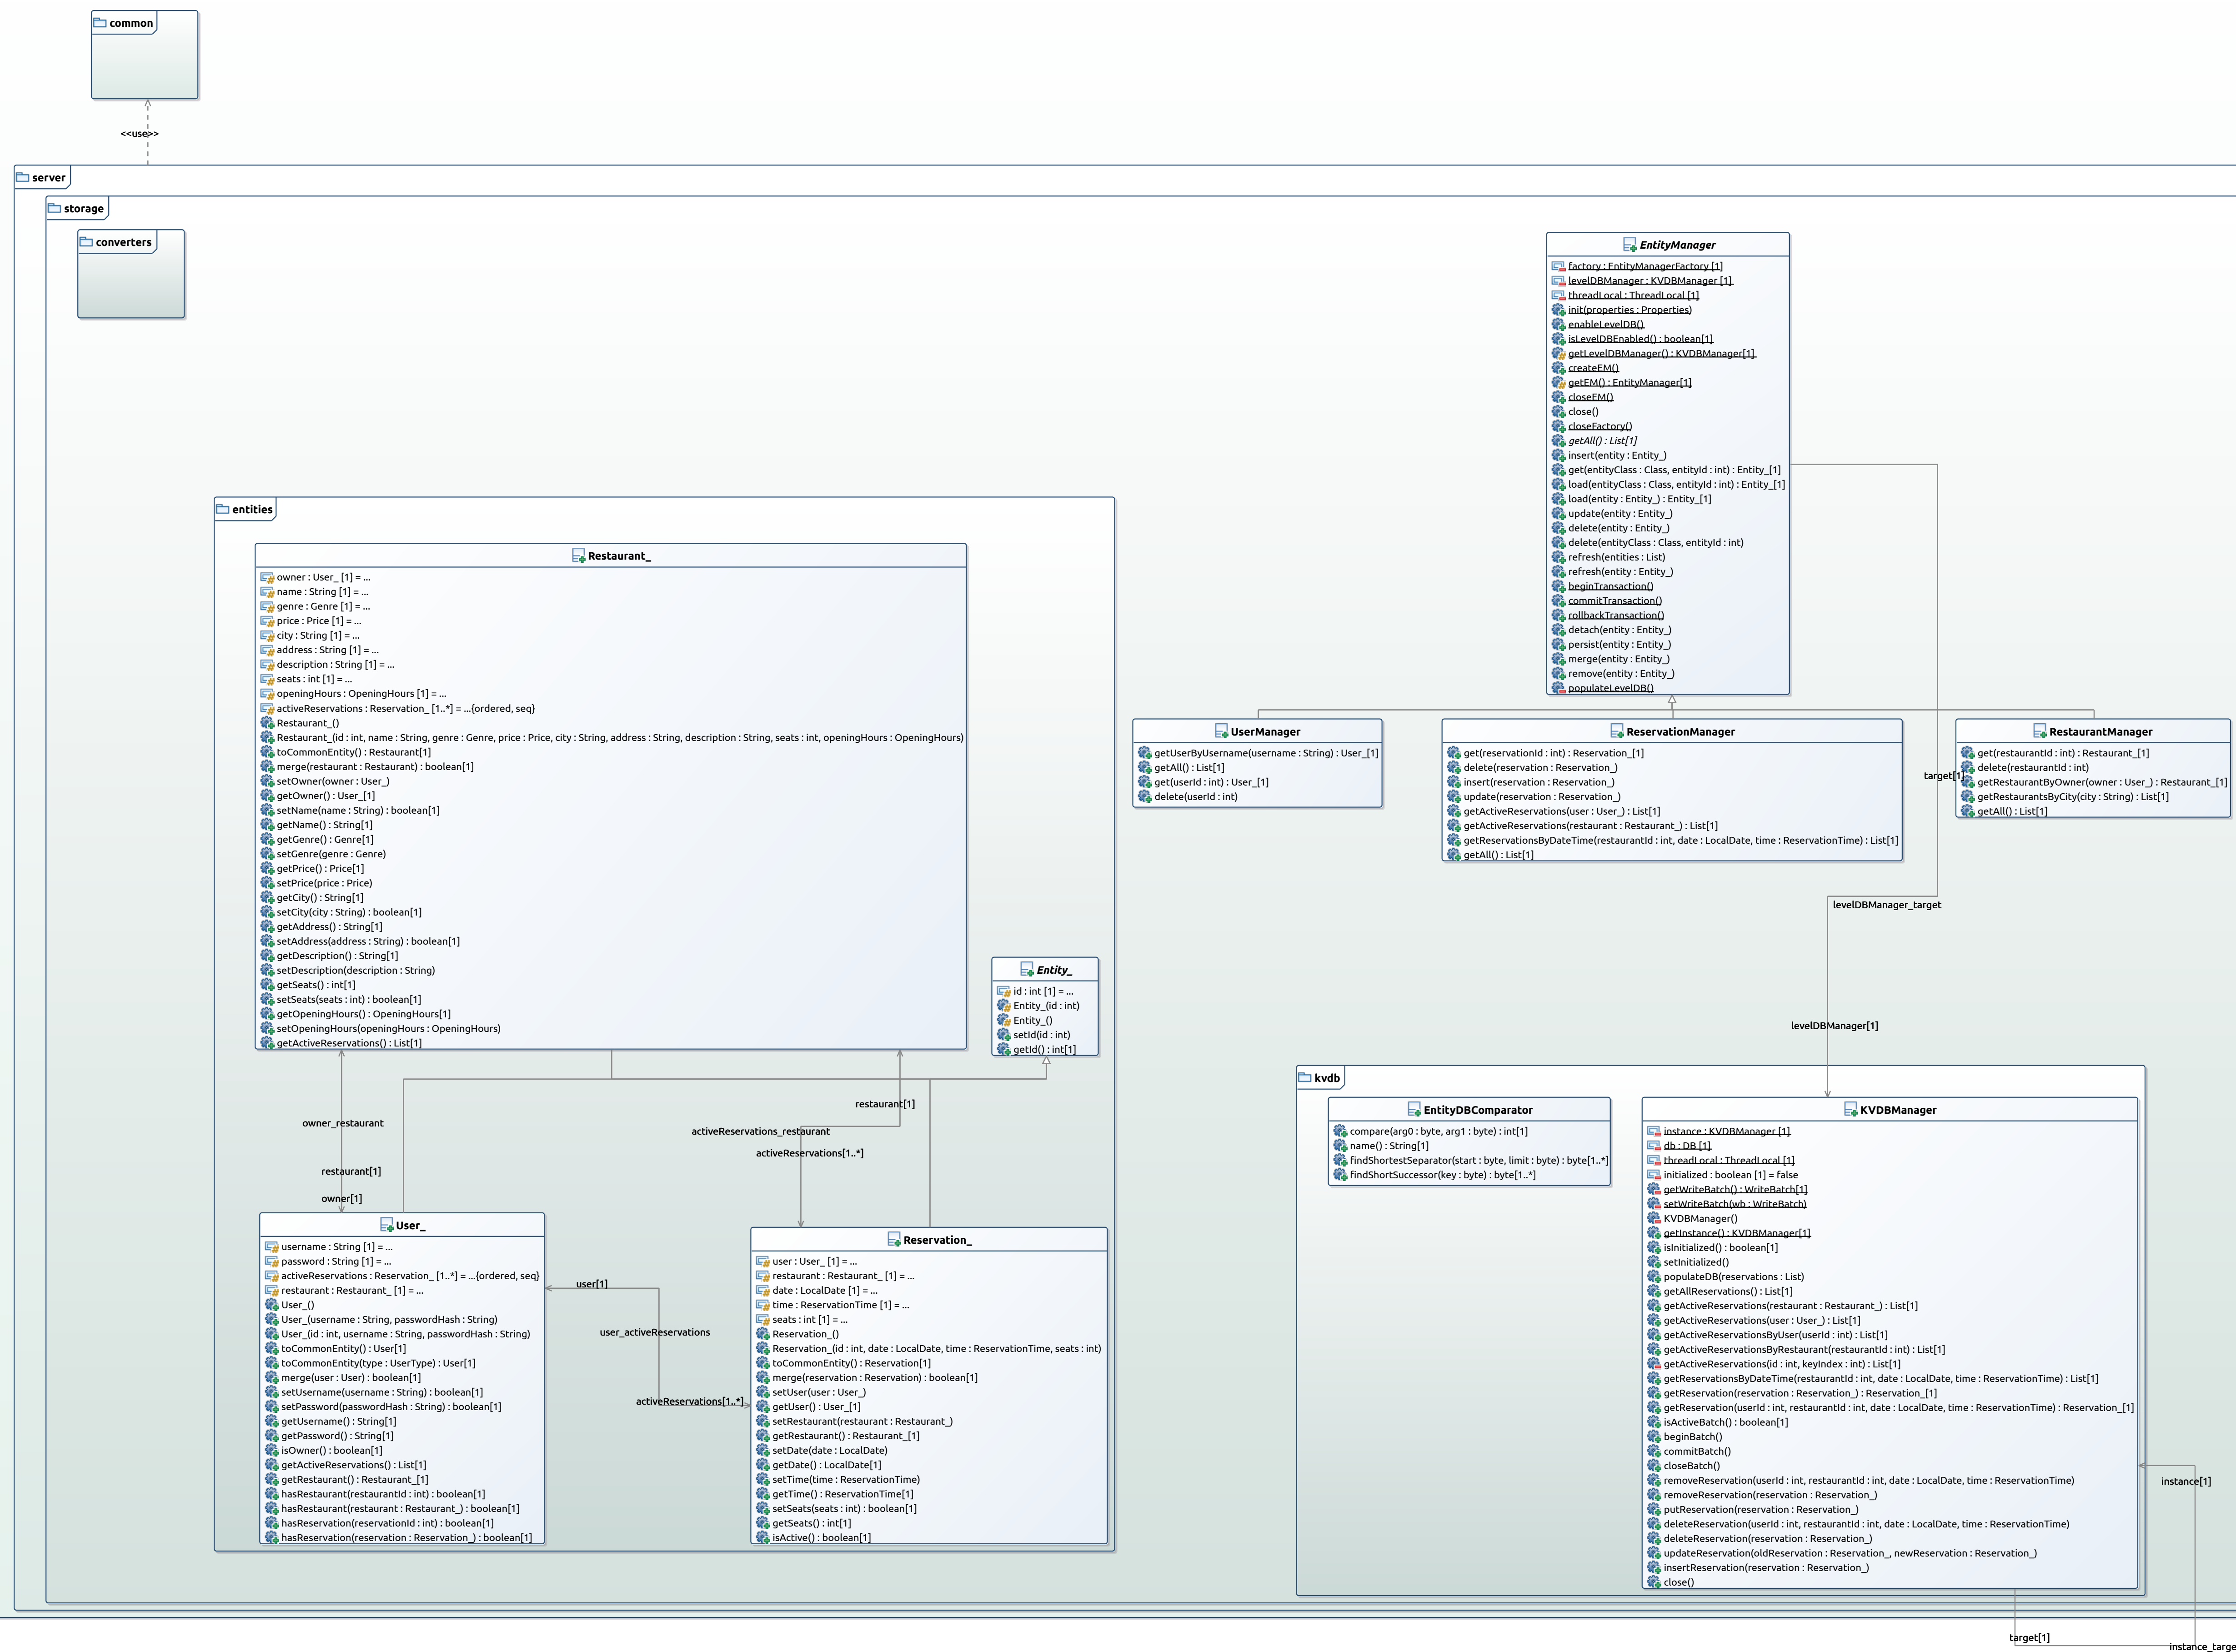 common
<<use>>
server
storage
converters
EntityManager
factory : EntityManagerFactory [1]
levelDBManager : KVDBManager [1]
threadLocal : ThreadLocal [1]
init(properties : Properties)
enableLevelDB()
isLevelDBEnabled() : boolean[1]
getLevelDBManager() : KVDBManager[1]
createEM()
getEM() : EntityManager[1]
closeEM()
close()
closeFactory()
getAll() : List[1]
insert(entity : Entity_)
get(entityClass : Class, entityId : int) : Entity_[1]
load(entityClass : Class, entityId : int) : Entity_[1]
load(entity : Entity_) : Entity_[1]
update(entity : Entity_)
delete(entity : Entity_)
delete(entityClass : Class, entityId : int)
refresh(entities : List)
refresh(entity : Entity_)
beginTransaction()
commitTransaction()
rollbackTransaction()
detach(entity : Entity_)
persist(entity : Entity_)
merge(entity : Entity_)
remove(entity : Entity_)
populateLevelDB()
UserManager
getUserByUsername(username : String) : User_[1]
getAll() : List[1]
get(userId : int) : User_[1]
delete(userId : int)
ReservationManager
get(reservationId : int) : Reservation_[1]
delete(reservation : Reservation_)
insert(reservation : Reservation_)
update(reservation : Reservation_)
getActiveReservations(user : User_) : List[1]
getActiveReservations(restaurant : Restaurant_) : List[1]
getReservationsByDateTime(restaurantId : int, date : LocalDate, time : ReservationTime) : List[1]
getAll() : List[1]
target[1]
RestaurantManager
get(restaurantId : int) : Restaurant_[1]
delete(restaurantId : int)
getRestaurantByOwner(owner : User_) : Restaurant_[1]
getRestaurantsByCity(city : String) : List[1]
getAll() : List[1]
levelDBManager_target
levelDBManager[1]
entities
Restaurant_
owner : User_ [1] = ...
name : String [1] = ...
genre : Genre [1] = ...
price : Price [1] = ...
city : String [1] = ...
address : String [1] = ...
description : String [1] = ...
seats : int [1] = ...
openingHours : OpeningHours [1] = ...
activeReservations : Reservation_ [1..*] = ...{ordered, seq}
Restaurant_()
Restaurant_(id : int, name : String, genre : Genre, price : Price, city : String, address : String, description : String, seats : int, openingHours : OpeningHours)
toCommonEntity() : Restaurant[1]
merge(restaurant : Restaurant) : boolean[1]
setOwner(owner : User_)
getOwner() : User_[1]
setName(name : String) : boolean[1]
getName() : String[1]
getGenre() : Genre[1]
setGenre(genre : Genre)
getPrice() : Price[1]
setPrice(price : Price)
getCity() : String[1]
setCity(city : String) : boolean[1]
getAddress() : String[1]
setAddress(address : String) : boolean[1]
getDescription() : String[1]
setDescription(description : String)
getSeats() : int[1]
setSeats(seats : int) : boolean[1]
getOpeningHours() : OpeningHours[1]
setOpeningHours(openingHours : OpeningHours)
getActiveReservations() : List[1]
Entity_
id : int [1] = ...
Entity_(id : int)
Entity_()
setId(id : int)
getId() : int[1]
owner_restaurant
restaurant[1]
owner[1]
restaurant[1]
activeReservations_restaurant
activeReservations[1..*]
User_
username : String [1] = ...
password : String [1] = ...
activeReservations : Reservation_ [1..*] = ...{ordered, seq}
restaurant : Restaurant_ [1] = ...
User_()
User_(username : String, passwordHash : String)
User_(id : int, username : String, passwordHash : String)
toCommonEntity() : User[1]
toCommonEntity(type : UserType) : User[1]
merge(user : User) : boolean[1]
setUsername(username : String) : boolean[1]
setPassword(passwordHash : String) : boolean[1]
getUsername() : String[1]
getPassword() : String[1]
isOwner() : boolean[1]
getActiveReservations() : List[1]
getRestaurant() : Restaurant_[1]
hasRestaurant(restaurantId : int) : boolean[1]
hasRestaurant(restaurant : Restaurant_) : boolean[1]
hasReservation(reservationId : int) : boolean[1]
hasReservation(reservation : Reservation_) : boolean[1]
user[1]
user_activeReservations
activeReservations[1..*]
Reservation_
user : User_ [1] = ...
restaurant : Restaurant_ [1] = ...
date : LocalDate [1] = ...
time : ReservationTime [1] = ...
seats : int [1] = ...
Reservation_()
Reservation_(id : int, date : LocalDate, time : ReservationTime, seats : int)
toCommonEntity() : Reservation[1]
merge(reservation : Reservation) : boolean[1]
setUser(user : User_)
getUser() : User_[1]
setRestaurant(restaurant : Restaurant_)
getRestaurant() : Restaurant_[1]
setDate(date : LocalDate)
getDate() : LocalDate[1]
setTime(time : ReservationTime)
getTime() : ReservationTime[1]
setSeats(seats : int) : boolean[1]
getSeats() : int[1]
isActive() : boolean[1]
kvdb
EntityDBComparator
compare(arg0 : byte, arg1 : byte) : int[1]
name() : String[1]
findShortestSeparator(start : byte, limit : byte) : byte[1..*]
findShortSuccessor(key : byte) : byte[1..*]
KVDBManager
instance : KVDBManager [1]
db : DB [1]
threadLocal : ThreadLocal [1]
initialized : boolean [1] = false
getWriteBatch() : WriteBatch[1]
setWriteBatch(wb : WriteBatch)
KVDBManager()
getInstance() : KVDBManager[1]
isInitialized() : boolean[1]
setInitialized()
populateDB(reservations : List)
getAllReservations() : List[1]
getActiveReservations(restaurant : Restaurant_) : List[1]
getActiveReservations(user : User_) : List[1]
getActiveReservationsByUser(userId : int) : List[1]
getActiveReservationsByRestaurant(restaurantId : int) : List[1]
getActiveReservations(id : int, keyIndex : int) : List[1]
getReservationsByDateTime(restaurantId : int, date : LocalDate, time : ReservationTime) : List[1]
getReservation(reservation : Reservation_) : Reservation_[1]
getReservation(userId : int, restaurantId : int, date : LocalDate, time : ReservationTime) : Reservation_[1]
isActiveBatch() : boolean[1]
beginBatch()
commitBatch()
closeBatch()
removeReservation(userId : int, restaurantId : int, date : LocalDate, time : ReservationTime)
removeReservation(reservation : Reservation_)
putReservation(reservation : Reservation_)
deleteReservation(userId : int, restaurantId : int, date : LocalDate, time : ReservationTime)
deleteReservation(reservation : Reservation_)
updateReservation(oldReservation : Reservation_, newReservation : Reservation_)
insertReservation(reservation : Reservation_)
close()
instance[1]
target[1]
instance_targe